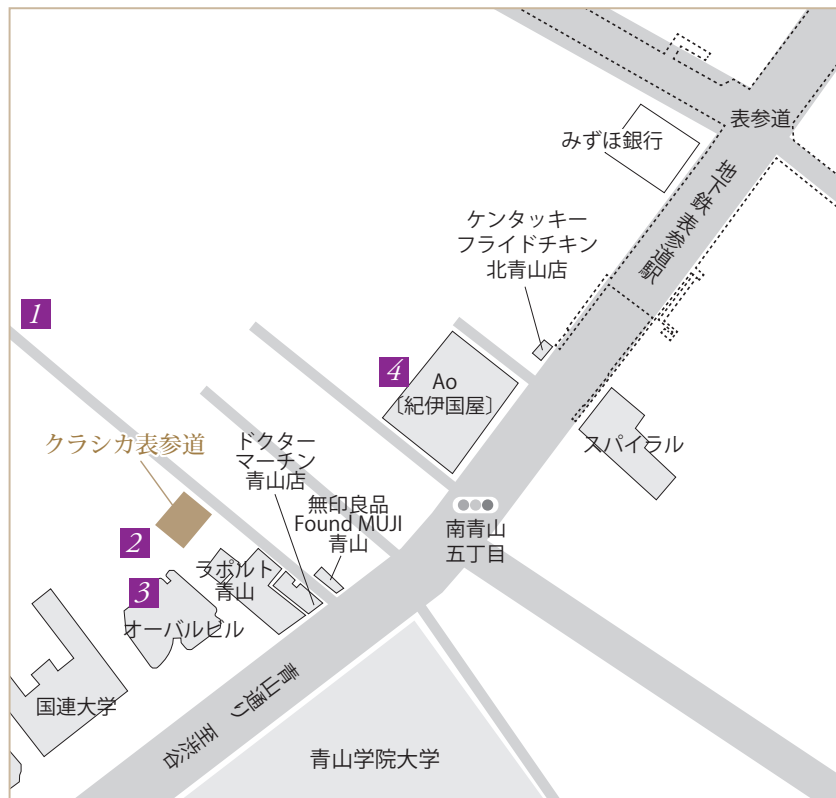 表参道
みずほ銀行
地下鉄表参道駅
ケンタッキー
フライドチキン
北青山店
1
4
Ao
〔紀伊国屋〕
スパイラル
クラシカ表参道
ドクター
マーチン
青山店
無印良品
Found MUJI
青山
南青山
五丁目
2
3
ラポルト
青山
オーバルビル
国連大学
青山通り
至渋谷
青山学院大学